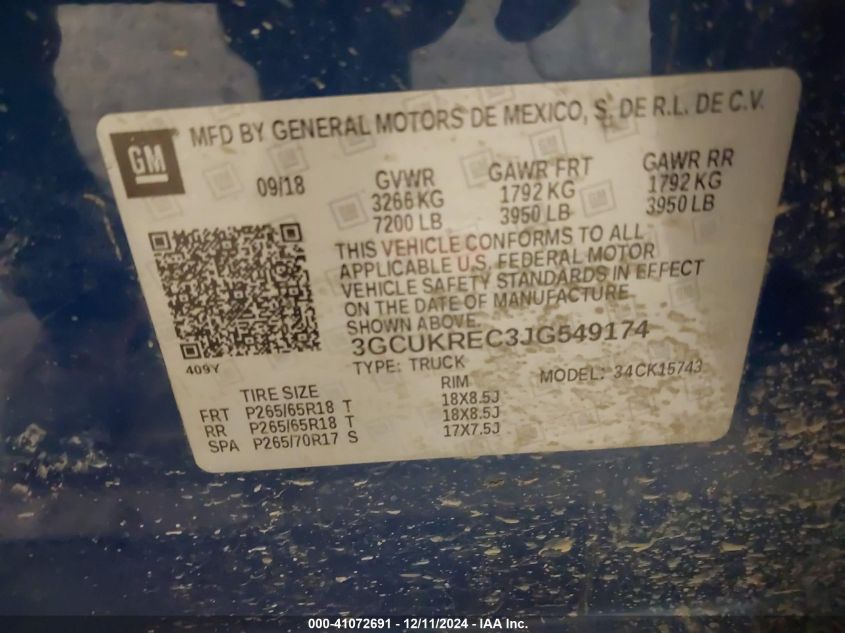 GM
MFD BY GENERAL MOTORS DE MEXICO, S. DE R.L. DE C.V.
09/18
GVWR GAWR FRT GAWR RR
3266 KG 1792 KG 1792 KG
7200 LB 3950 LB 3950 LB
THIS VEHICLE CONFORMS TO ALL
APPLICABLE U.S. FEDERAL MOTOR
VEHICLE SAFETY STANDARDS IN EFFECT
ON THE DATE OF MANUFACTURE
SHOWN ABOVE.
3GCUKREC3JG549174
409Y
TYPE: TRUCK MODEL: 34CK15743
TIRE SIZE RIM
FRT P265/65R18 T 18X8.5J
RR P265/65R18 T 18X8.5J
SPA P265/70R17 S 17X7.5J
000-41072691 - 12/11/2024 - IAA Inc.